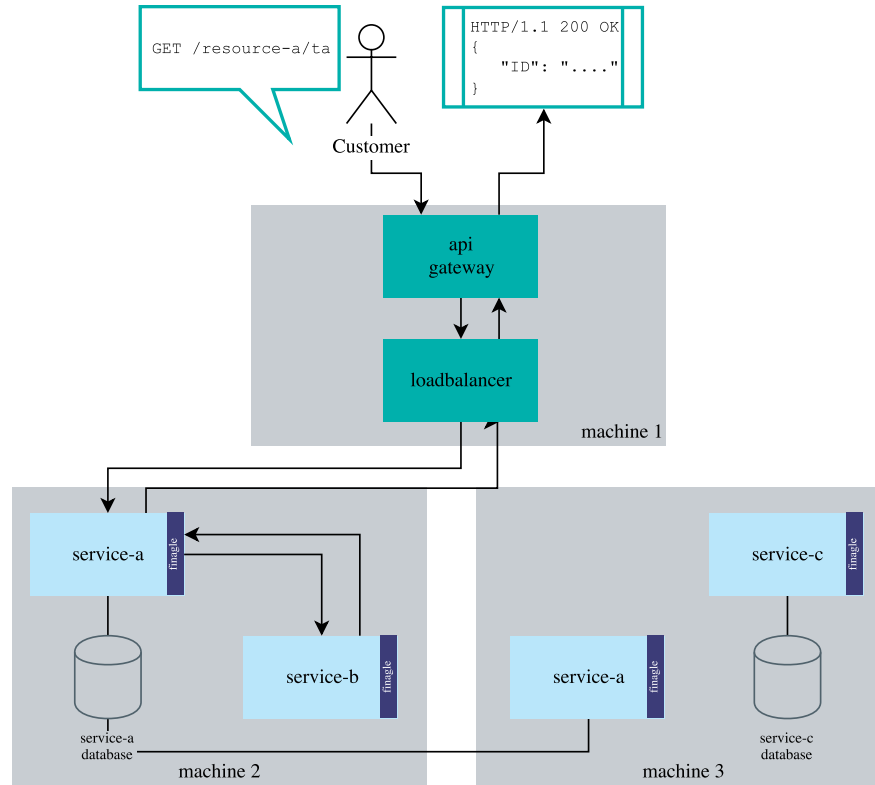 GET /resource-a/ta
HTTP/1.1 200 OK
{
"ID": "...."
}
Customer
api
gateway
loadbalancer
machine 1
service-a
finagle
service-b
finagle
service-a
database
machine 2
service-c
finagle
service-a
finagle
service-c
database
machine 3